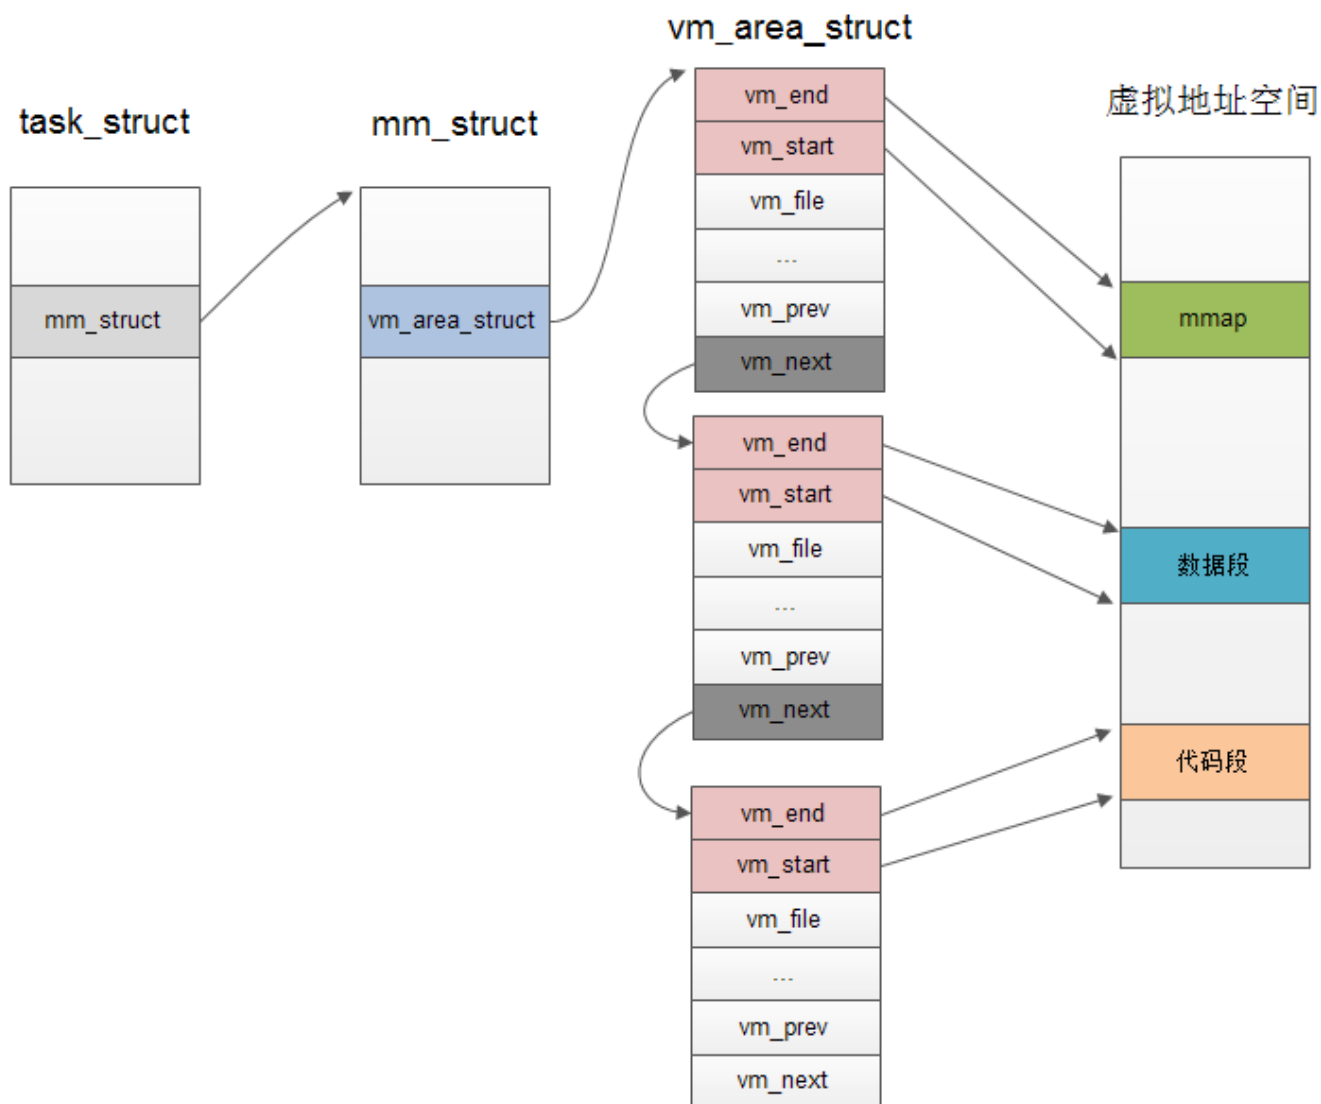 task_struct
mm_struct
mm_struct
vm_area_struct
vm_area_struct
vm_end
vm_start
vm_file
...
vm_prev
vm_next
vm_end
vm_start
vm_file
...
vm_prev
vm_next
vm_end
vm_start
vm_file
...
vm_prev
vm_next
虚拟地址空间
mmap
数据段
代码段